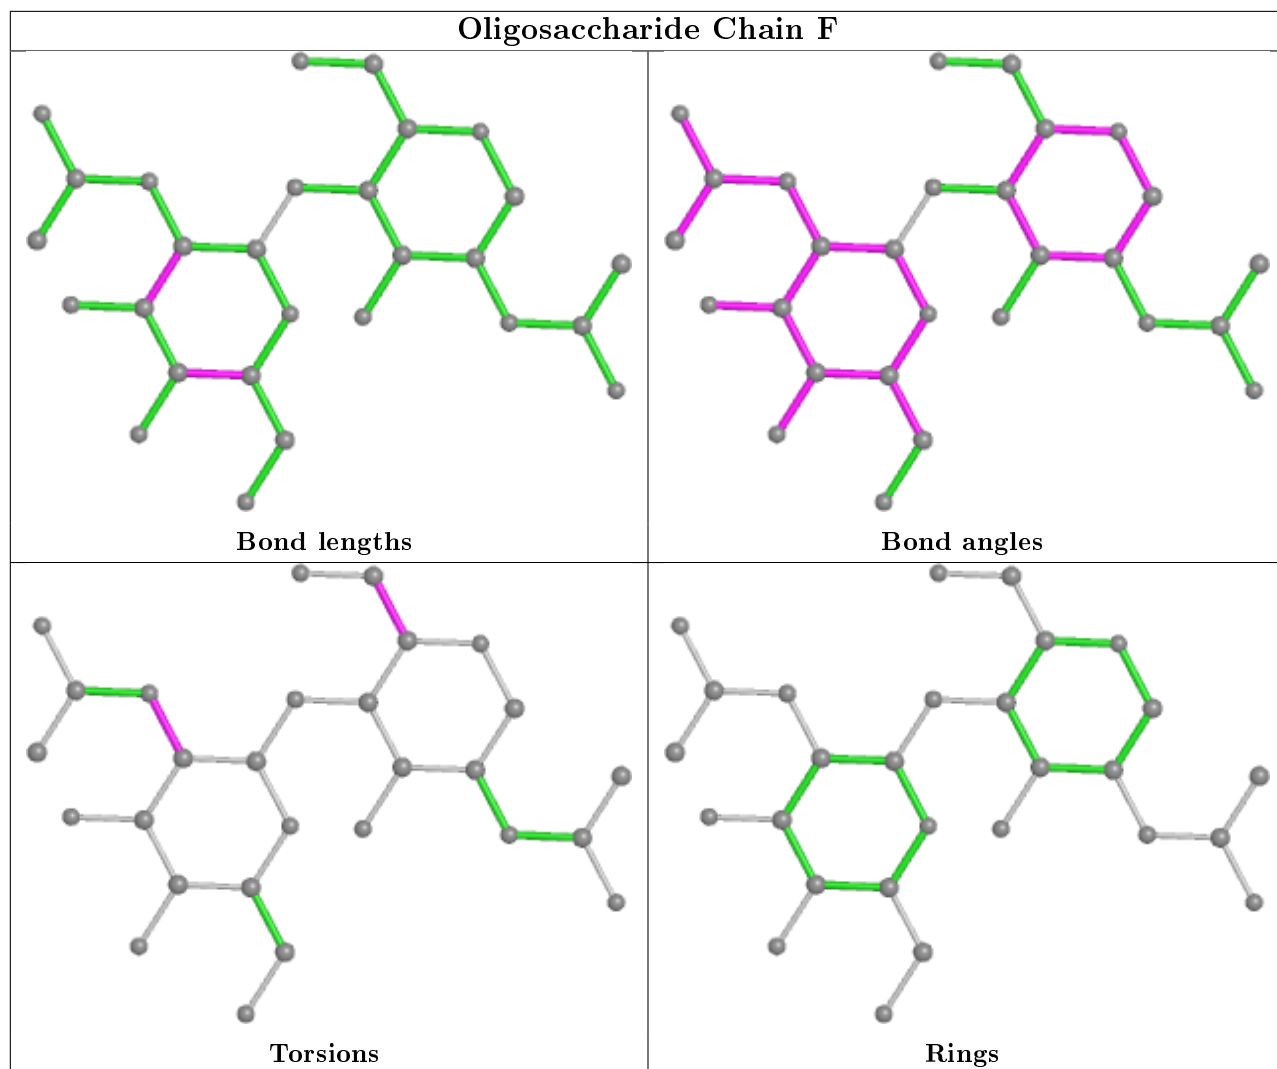 Oligosaccharide Chain F
Bond lengths
Bond angles
Torsions
Rings